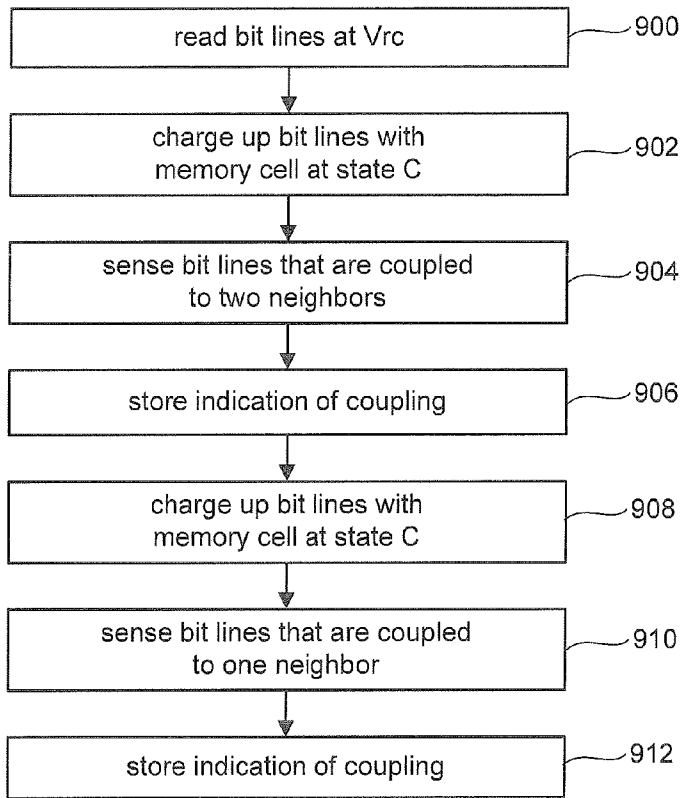 read bit lines at Vrc
900
charge up bit lines with
memory cell at state C
902
sense bit lines that are coupled
to two neighbors
904
store indication of coupling
906
charge up bit lines with
memory cell at state C
908
sense bit lines that are coupled
to one neighbor
910
store indication of coupling
912